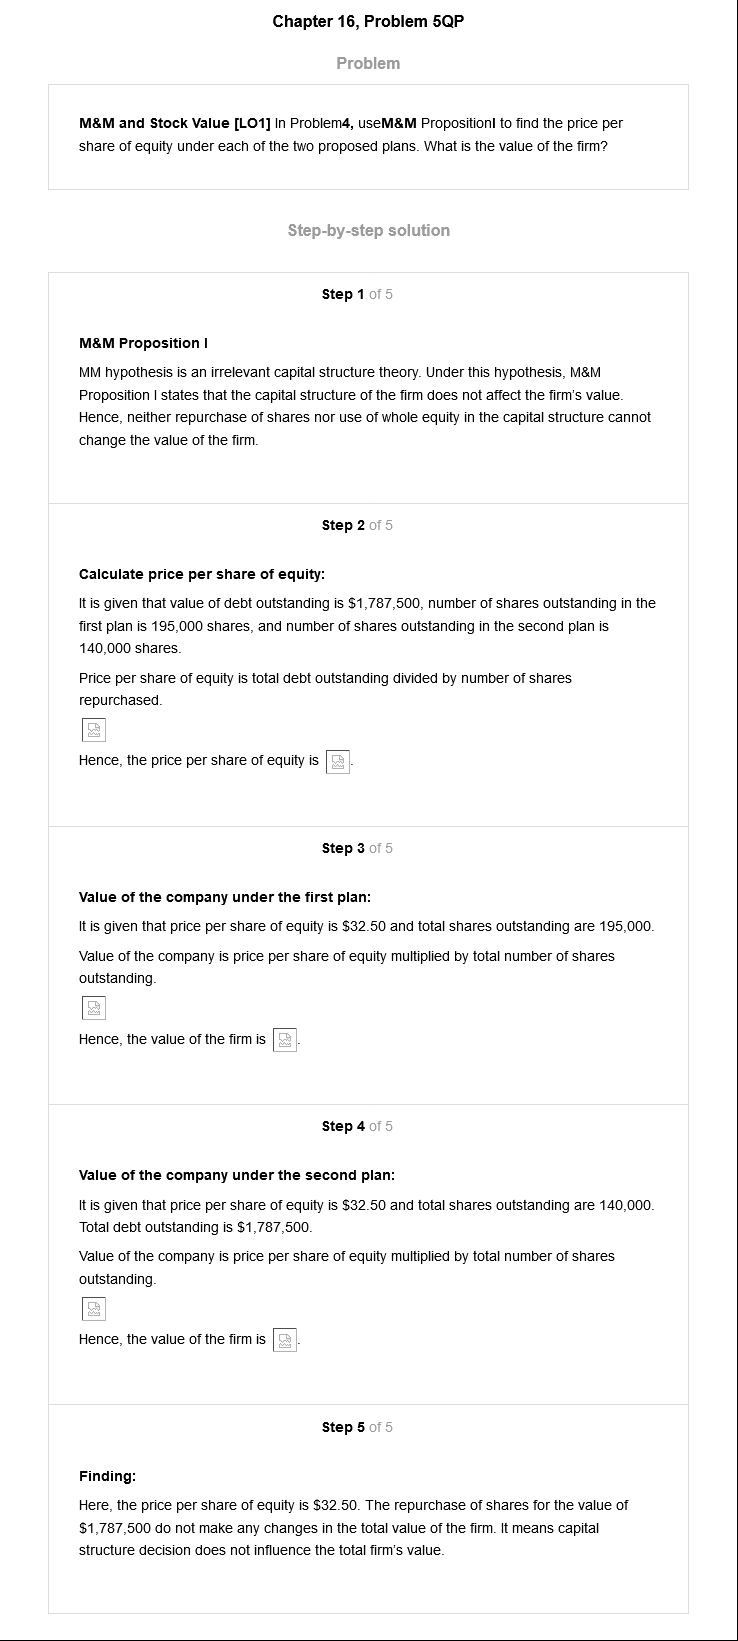 Chapter 16, Problem 5QP
Problem
M&M and Stock Value [LO1] In Problem4, useM&M PropositionI to find the price per
share of equity under each of the two proposed plans. What is the value of the firm?
Step-by-step solution
Step 1 of 5
M&M Proposition I
MM hypothesis is an irrelevant capital structure theory. Under this hypothesis, M&M
Proposition I states that the capital structure of the firm does not affect the firm's value.
Hence, neither repurchase of shares nor use of whole equity in the capital structure cannot
change the value of the firm.
Step 2 of 5
Calculate price per share of equity:
It is given that value of debt outstanding is $1,787,500, number of shares outstanding in the
first plan is 195,000 shares, and number of shares outstanding in the second plan is
140,000 shares.
Price per share of equity is total debt outstanding divided by number of shares
repurchased.
Hence, the price per share of equity is .
Step 3 of 5
Value of the company under the first plan:
It is given that price per share of equity is $32.50 and total shares outstanding are 195,000.
Value of the company is price per share of equity multiplied by total number of shares
outstanding.
Hence, the value of the firm is .
Step 4 of 5
Value of the company under the second plan:
It is given that price per share of equity is $32.50 and total shares outstanding are 140,000.
Total debt outstanding is $1,787,500.
Value of the company is price per share of equity multiplied by total number of shares
outstanding.
Hence, the value of the firm is .
Step 5 of 5
Finding:
Here, the price per share of equity is $32.50. The repurchase of shares for the value of
$1,787,500 do not make any changes in the total value of the firm. It means capital
structure decision does not influence the total firm's value.